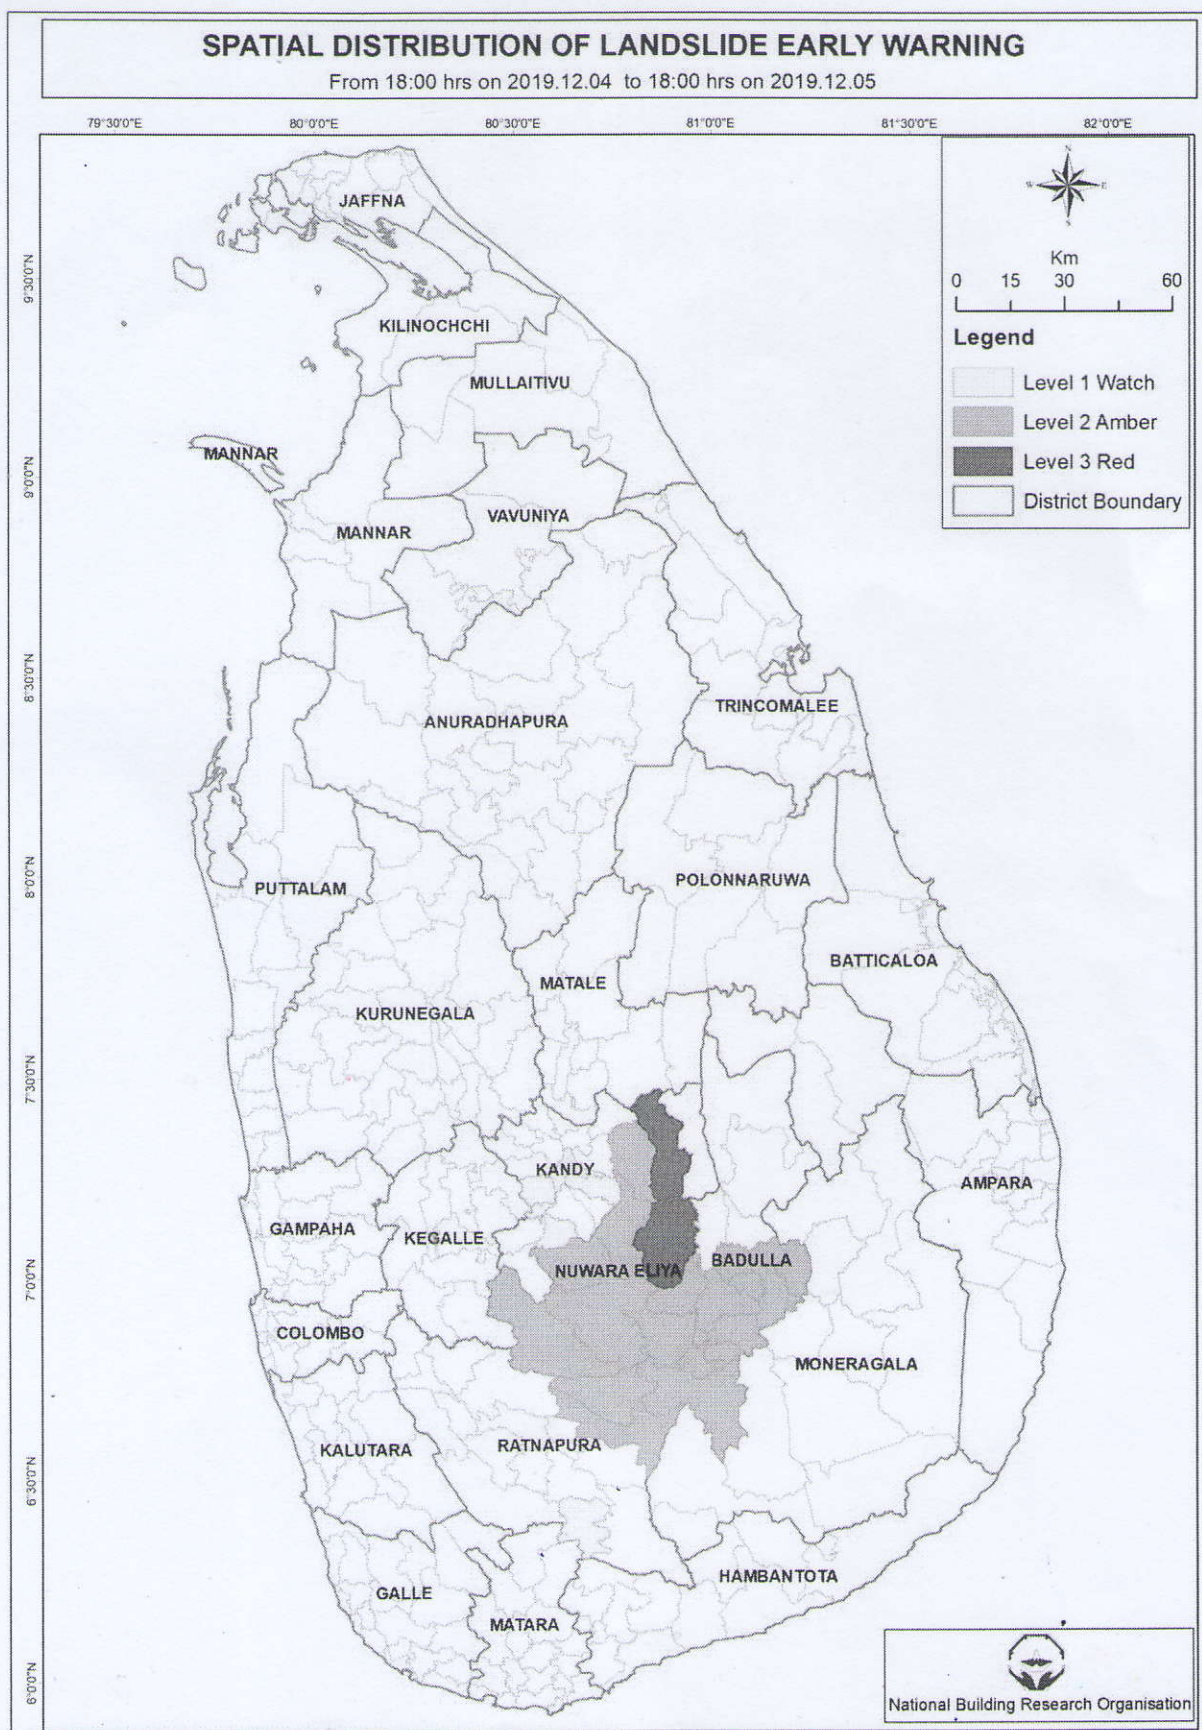 SPATIAL DISTRIBUTION OF LANDSLIDE EARLY WARNING
From 18:00 hrs on 2019.12.04 to 18:00 hrs on 2019.12.05
79°30'0"E 80°0'0"E 80°30'0"E 81°0'0"E 81°30'0"E 82°0'0"E
N
W E
Km
0 15 30 60
Legend
Level 1 Watch
Level 2 Amber
Level 3 Red
District Boundary
JAFFNA
9°30'0"N
KILINOCHCHI
MULLAITIVU
MANNAR
9°0'0"N
VAVUNIYA
MANNAR
8°30'0"N
TRINCOMALEE
ANURADHAPURA
8°0'0"N
POLONNARUWA
PUTTALAM
BATTICALOA
MATALE
KURUNEGALA
7°30'0"N
KANDY
AMPARA
GAMPAHA
KEGALLE
BADULLA
NUWARA ELIYA
7°0'0"N
COLOMBO
MONERAGALA
RATNAPURA
KALUTARA
6°30'0"N
HAMBANTOTA
GALLE
MATARA
6°0'0"N
National Building Research Organisation